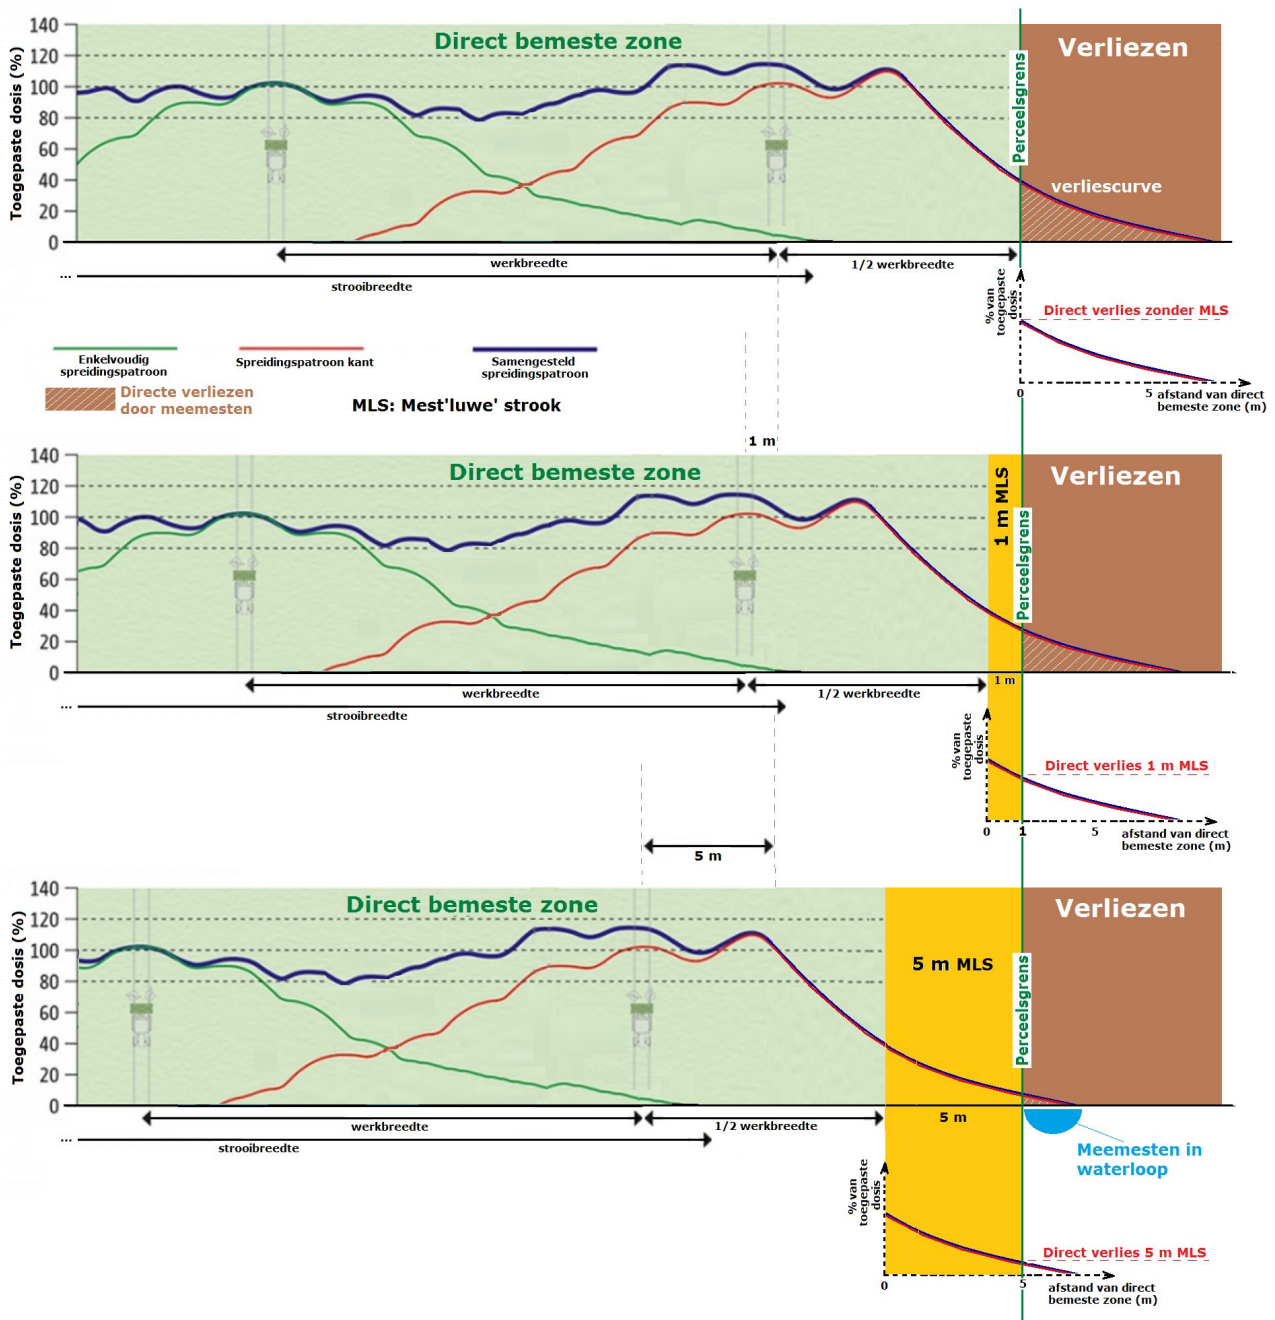 140
120
100
80
60
40
20
0
Toegepaste dosis (%)
Direct bemeste zone
Perceelsgrens
Verliezen
verliescurve
werkbreedte
1/2 werkbreedte
...
strooibreedte
% van
toegepaste
dosis
Direct verlies zonder MLS
0
5
afstand van direct
bemeste zone (m)
Enkelvoudig
spreidingspatroon
Spreidingspatroon kant
Samengesteld
spreidingspatroon
Directe verliezen
door meemesten
MLS: Mest'luwe' strook
1 m
140
120
100
80
60
40
20
0
Toegepaste dosis (%)
Direct bemeste zone
1 m MLS
Perceelsgrens
Verliezen
werkbreedte
1/2 werkbreedte
1 m
...
strooibreedte
% van
toegepaste
dosis
Direct verlies 1 m MLS
0
1
5
afstand van direct
bemeste zone (m)
5 m
140
120
100
80
60
40
20
0
Toegepaste dosis (%)
Direct bemeste zone
5 m MLS
Perceelsgrens
Verliezen
werkbreedte
1/2 werkbreedte
5 m
...
strooibreedte
Meemesten in
waterloop
% van
toegepaste
dosis
Direct verlies 5 m MLS
0
5
afstand van direct
bemeste zone (m)